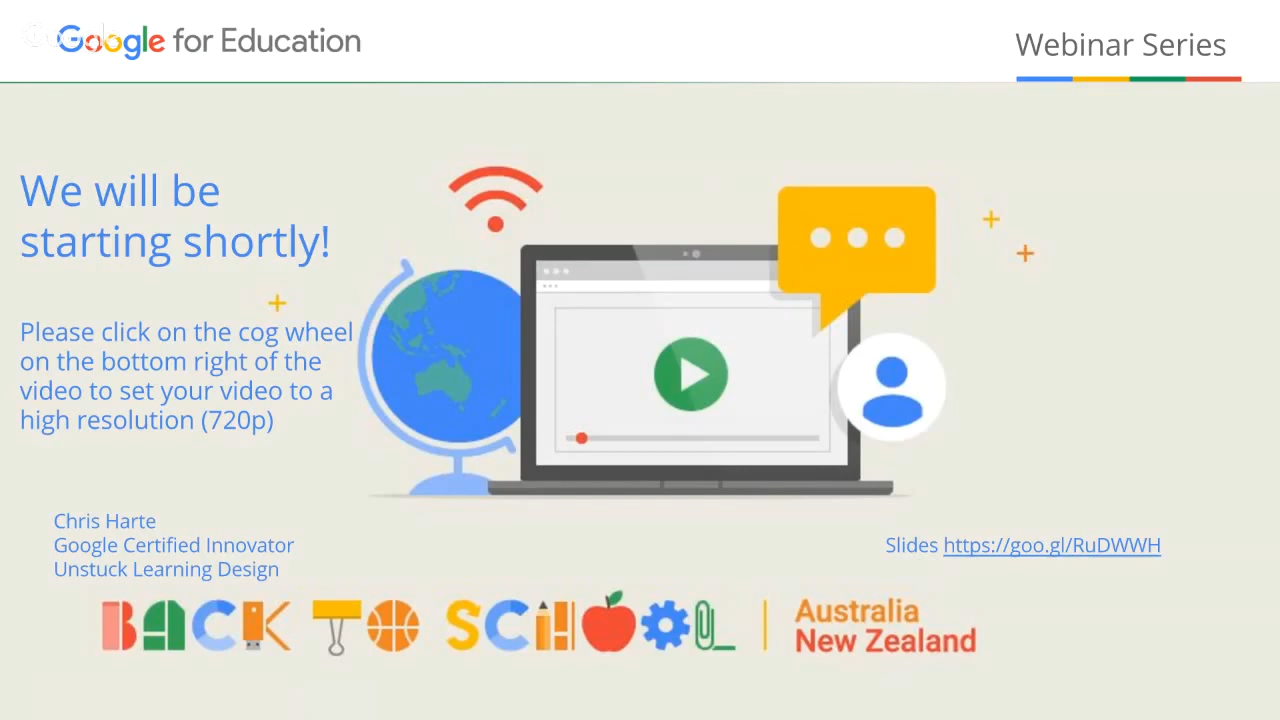 Google for Education
Webinar Series
We will be
starting shortly!
Please click on the cog wheel
on the bottom right of the
video to set your video to a
high resolution (720p)
Chris Harte
Google Certified Innovator
Unstuck Learning Design
Slides https://goo.gl/RuDWWH
BACK TO SCHOOL
Australia
New Zealand